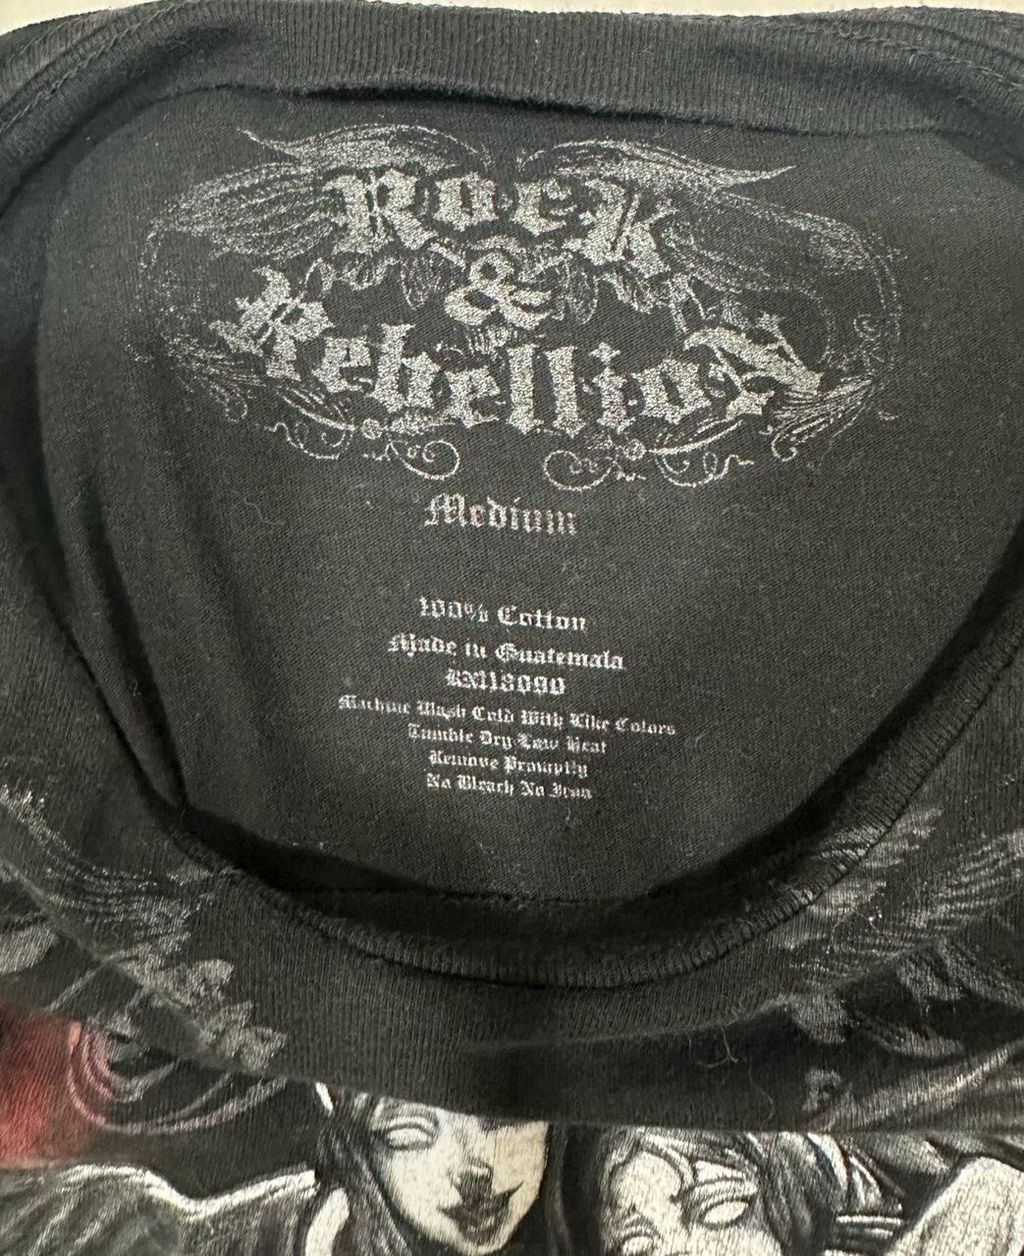 Rock
&
Rebellion
Medium
100% Cotton
Made in Guatemala
RN118090
Machine Wash Cold With Like Colors
Tumble Dry Low Heat
Remove Promptly
No Bleach No Iron